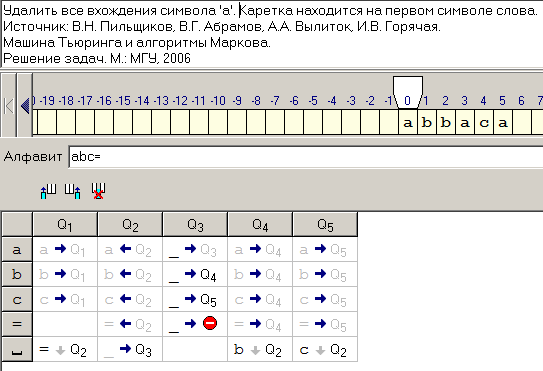 Удалить все вхождения символа 'a'. Каретка находится на первом символе слова.
Источник: В.Н. Пильщиков, В.Г. Абрамов, А.А. Вылиток, И.В. Горячая.
Машина Тьюринга и алгоритмы Маркова.
Решение задач. М.: МГУ, 2006
-19 -18 -17 -16 -15 -14 -13 -12 -11 -10 -9 -8 -7 -6 -5 -4 -3 -2 -1 0 1 2 3 4 5 6 7
a b b a c a
Алфавит abc=
Q1 Q2 Q3 Q4 Q5
a a → Q1 a ← Q2 _ → Q3 a → Q4 a → Q5
b b → Q1 b ← Q2 _ → Q4 b → Q4 b → Q5
c c → Q1 c ← Q2 _ → Q5 c → Q4 c → Q5
= = ← Q2 _ → = → Q4 = → Q5
␣ = ↓ Q2 _ → Q3 b ↓ Q2 c ↓ Q2